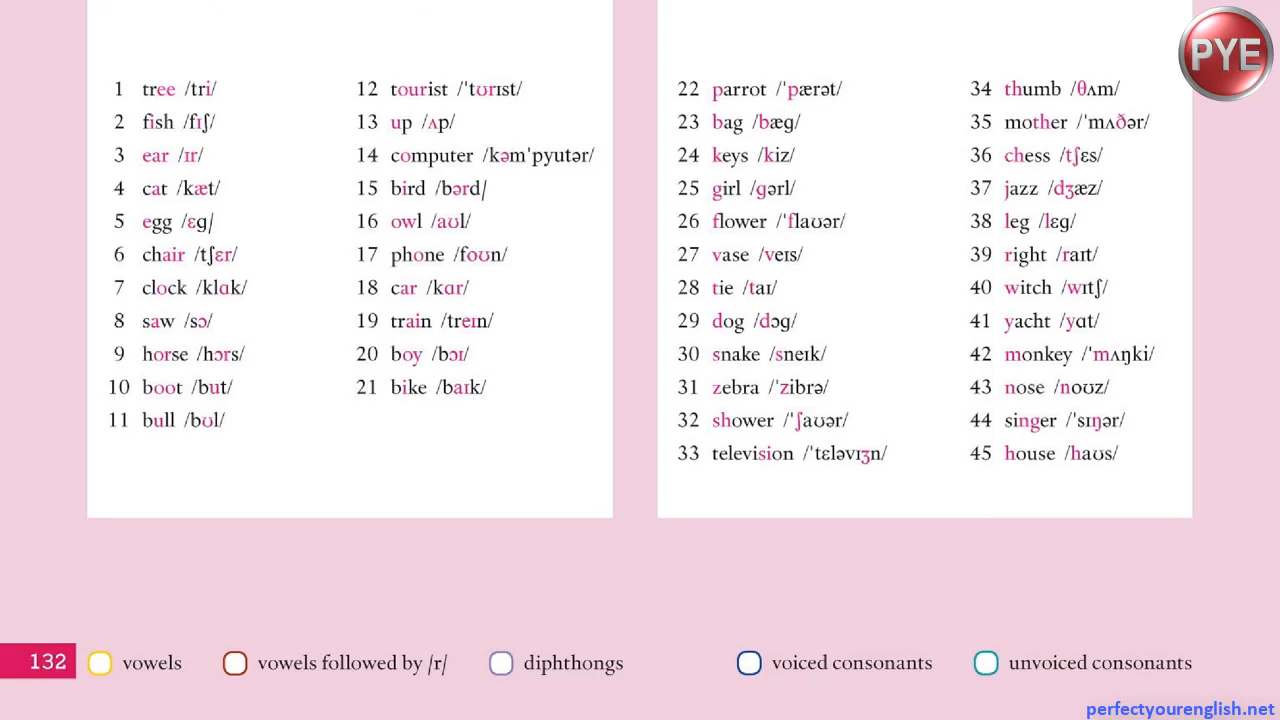 PYE
1 tree /tri/
2 fish /fɪʃ/
3 ear /ɪr/
4 cat /kæt/
5 egg /ɛɡ/
6 chair /tʃɛr/
7 clock /klɑk/
8 saw /sɔ/
9 horse /hɔrs/
10 boot /but/
11 bull /bʊl/
12 tourist /ˈtʊrɪst/
13 up /ʌp/
14 computer /kəmˈpyutər/
15 bird /bərd/
16 owl /aʊl/
17 phone /foʊn/
18 car /kɑr/
19 train /treɪn/
20 boy /bɔɪ/
21 bike /baɪk/
22 parrot /ˈpærət/
23 bag /bæɡ/
24 keys /kiz/
25 girl /ɡərl/
26 flower /ˈflaʊər/
27 vase /veɪs/
28 tie /taɪ/
29 dog /dɔɡ/
30 snake /sneɪk/
31 zebra /ˈzibrə/
32 shower /ˈʃaʊər/
33 television /ˈtɛləvɪʒn/
34 thumb /θʌm/
35 mother /ˈmʌðər/
36 chess /tʃɛs/
37 jazz /dʒæz/
38 leg /lɛɡ/
39 right /raɪt/
40 witch /wɪtʃ/
41 yacht /yɑt/
42 monkey /ˈmʌŋki/
43 nose /noʊz/
44 singer /ˈsɪŋər/
45 house /haʊs/
132 vowels vowels followed by /r/ diphthongs voiced consonants unvoiced consonants
perfectyourenglish.net